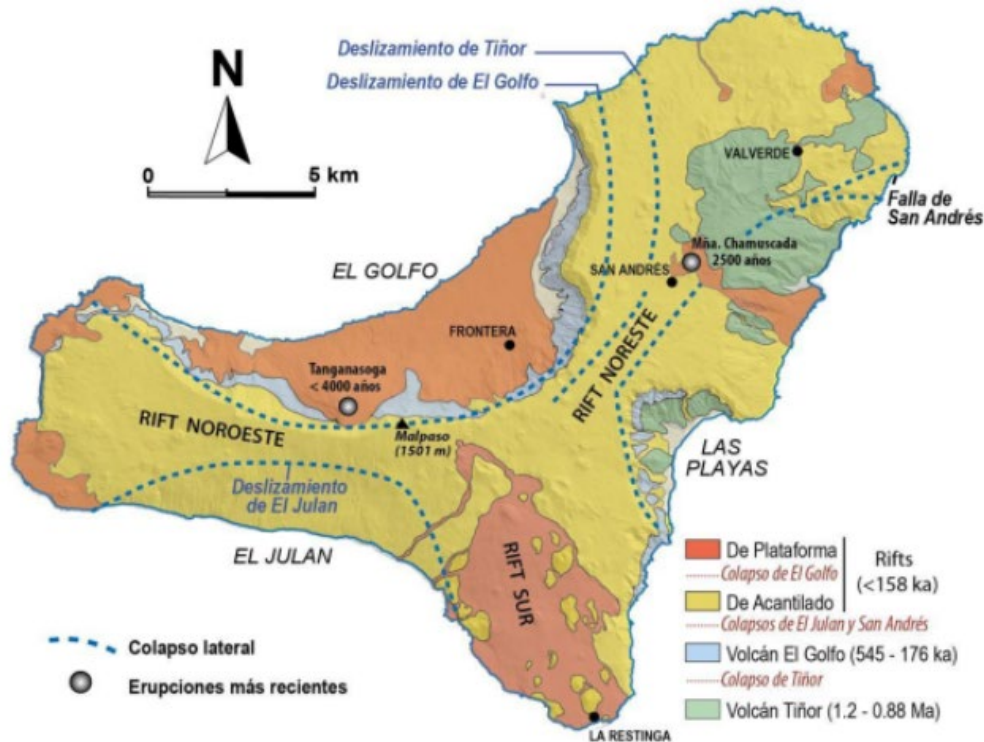 Deslizamiento de Tiñor
Deslizamiento de El Golfo
N
0 5 km
VALVERDE
Falla de
San Andrés
Mña. Chamuscada
2500 años
SAN ANDRÉS
EL GOLFO
FRONTERA
Tanganasoga
< 4000 años
RIFT NOROESTE
Malpaso
(1501 m)
RIFT NORESTE
LAS
PLAYAS
Deslizamiento
de El Julan
EL JULAN
RIFT SUR
De Plataforma
Colapso de El Golfo
Rifts
(<158 ka)
De Acantilado
Colapsos de El Julan y San Andrés
Volcán El Golfo (545 - 176 ka)
Colapso de Tiñor
Volcán Tiñor (1.2 - 0.88 Ma)
Colapso lateral
Erupciones más recientes
LA RESTINGA